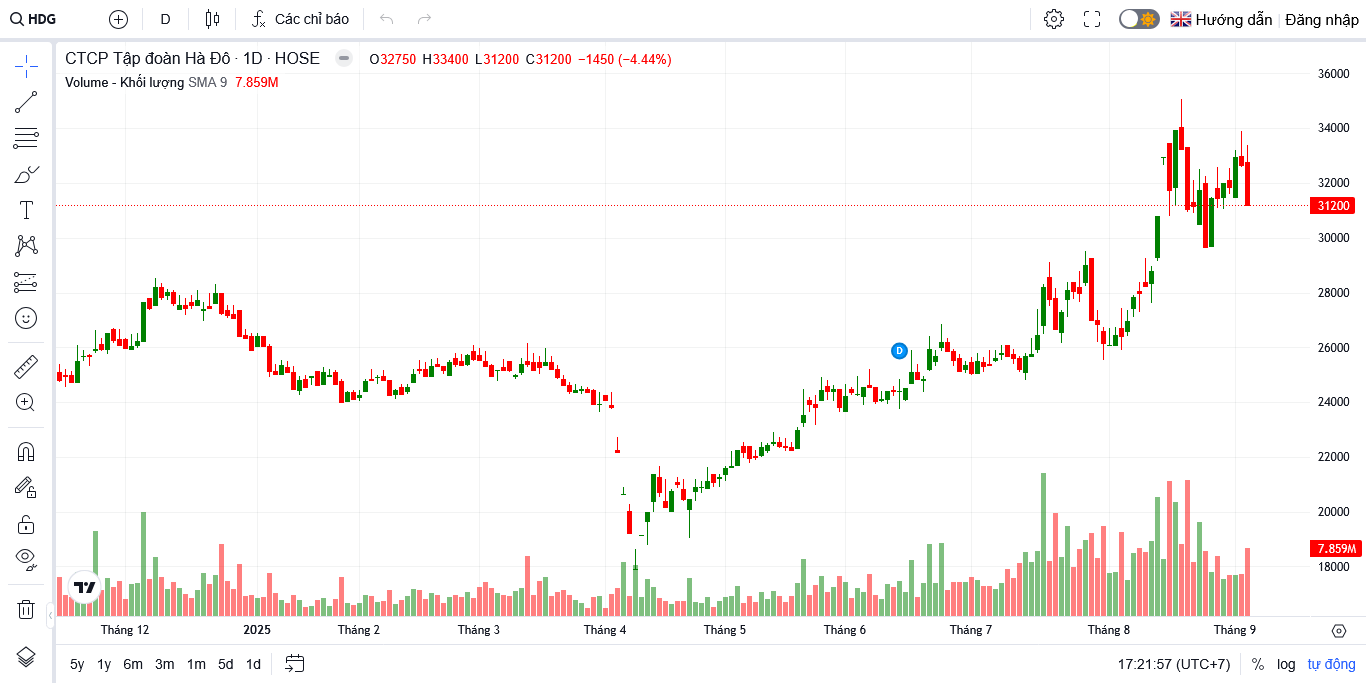 HDG D Các chỉ báo Hướng dẫn Đăng nhập
CTCP Tập đoàn Hà Đô · 1D · HOSE O32750 H33400 L31200 C31200 −1450 (−4.44%)
Volume - Khối lượng SMA 9 7.859M
36000
34000
32000
31200
30000
28000
26000
24000
22000
20000
7.859M
18000
D
Tháng 12 2025 Tháng 2 Tháng 3 Tháng 4 Tháng 5 Tháng 6 Tháng 7 Tháng 8 Tháng 9
5y 1y 6m 3m 1m 5d 1d 17:21:57 (UTC+7) % log tự động